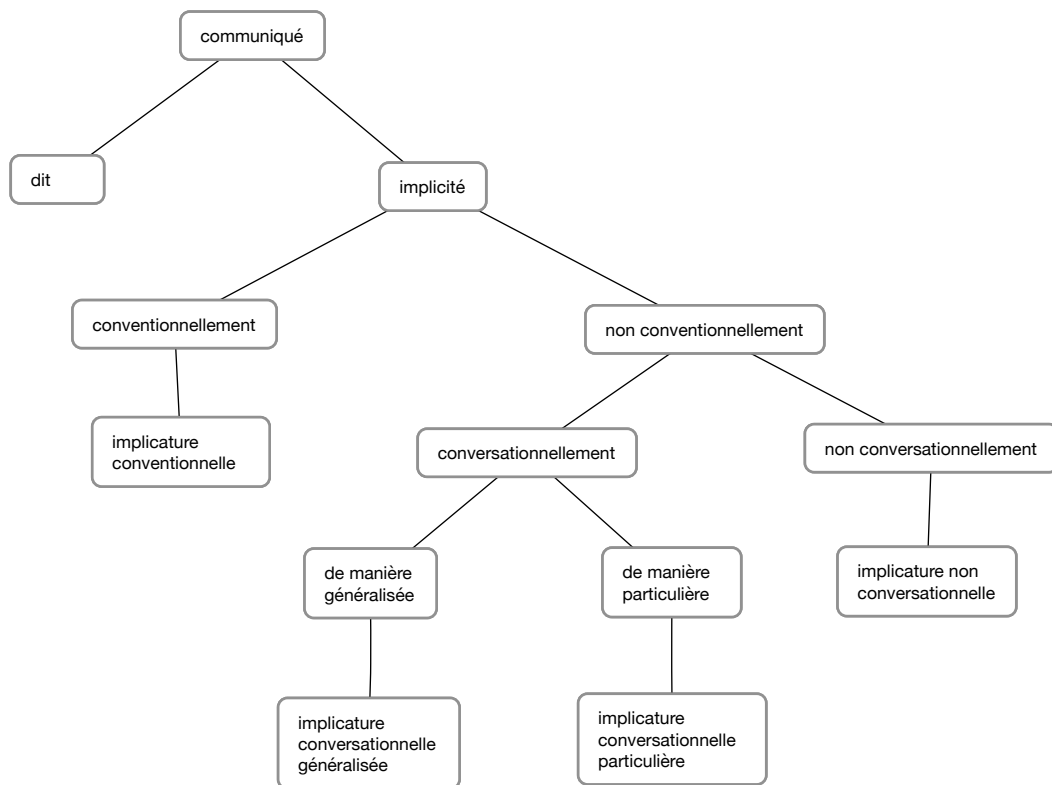 communiqué
dit
implicité
conventionnellement
non conventionnellement
implicature
conventionnelle
conversationnellement
non conversationnellement
de manière
généralisée
de manière
particulière
implicature non
conversationnelle
implicature
conversationnelle
généralisée
implicature
conversationnelle
particulière